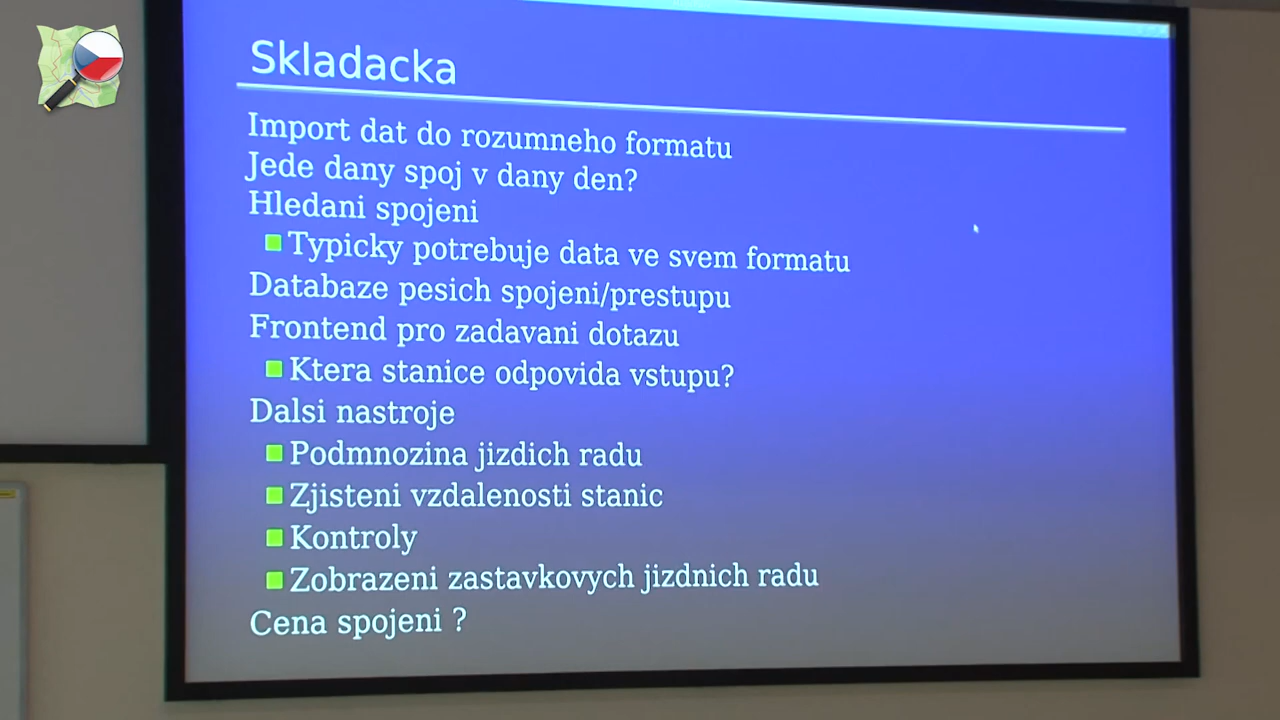 Skladacka
Import dat do rozumneho formatu
Jede dany spoj v dany den?
Hledani spojeni
Typicky potrebuje data ve svem formatu
Databaze pesich spojeni/prestupu
Frontend pro zadavani dotazu
Ktera stanice odpovida vstupu?
Dalsi nastroje
Podmnozina jizdich radu
Zjisteni vzdalenosti stanic
Kontroly
Zobrazeni zastavkovych jizdnich radu
Cena spojeni ?